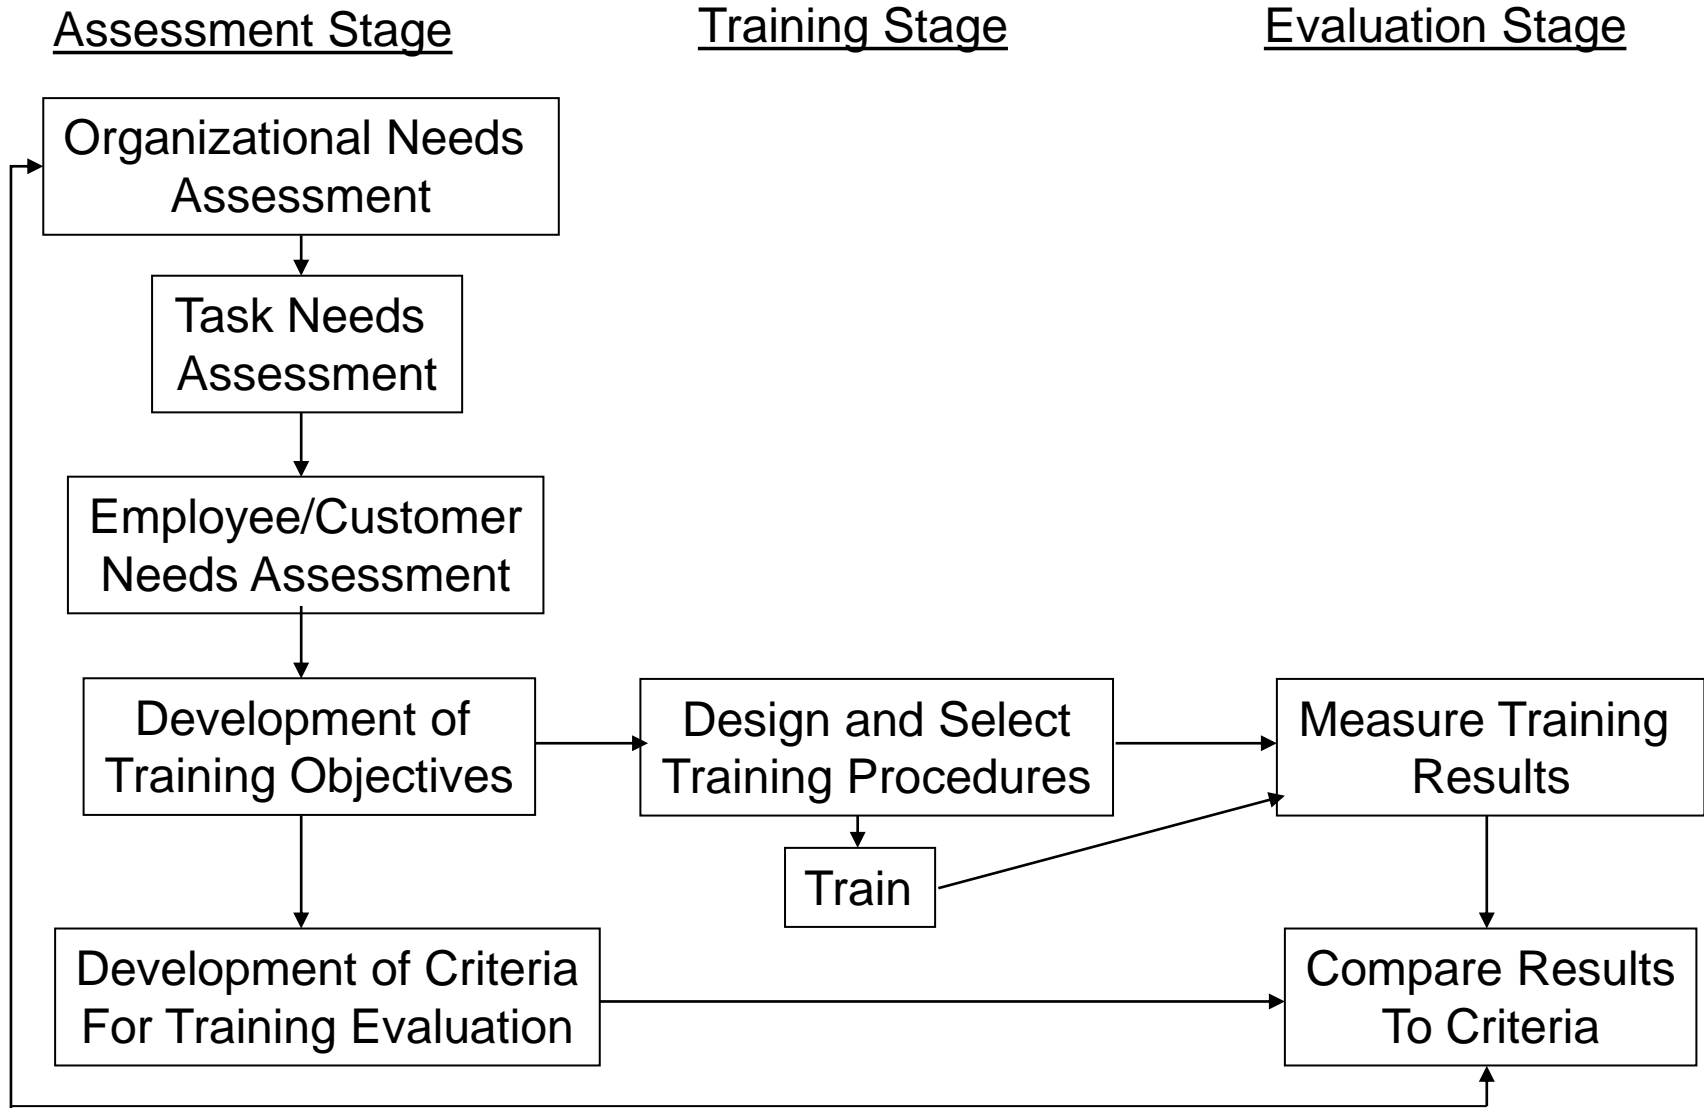 Assessment Stage
Training Stage
Evaluation Stage
Organizational Needs
Assessment
Task Needs
Assessment
Employee/Customer
Needs Assessment
Development of
Training Objectives
Design and Select
Training Procedures
Measure Training
Results
Train
Development of Criteria
For Training Evaluation
Compare Results
To Criteria